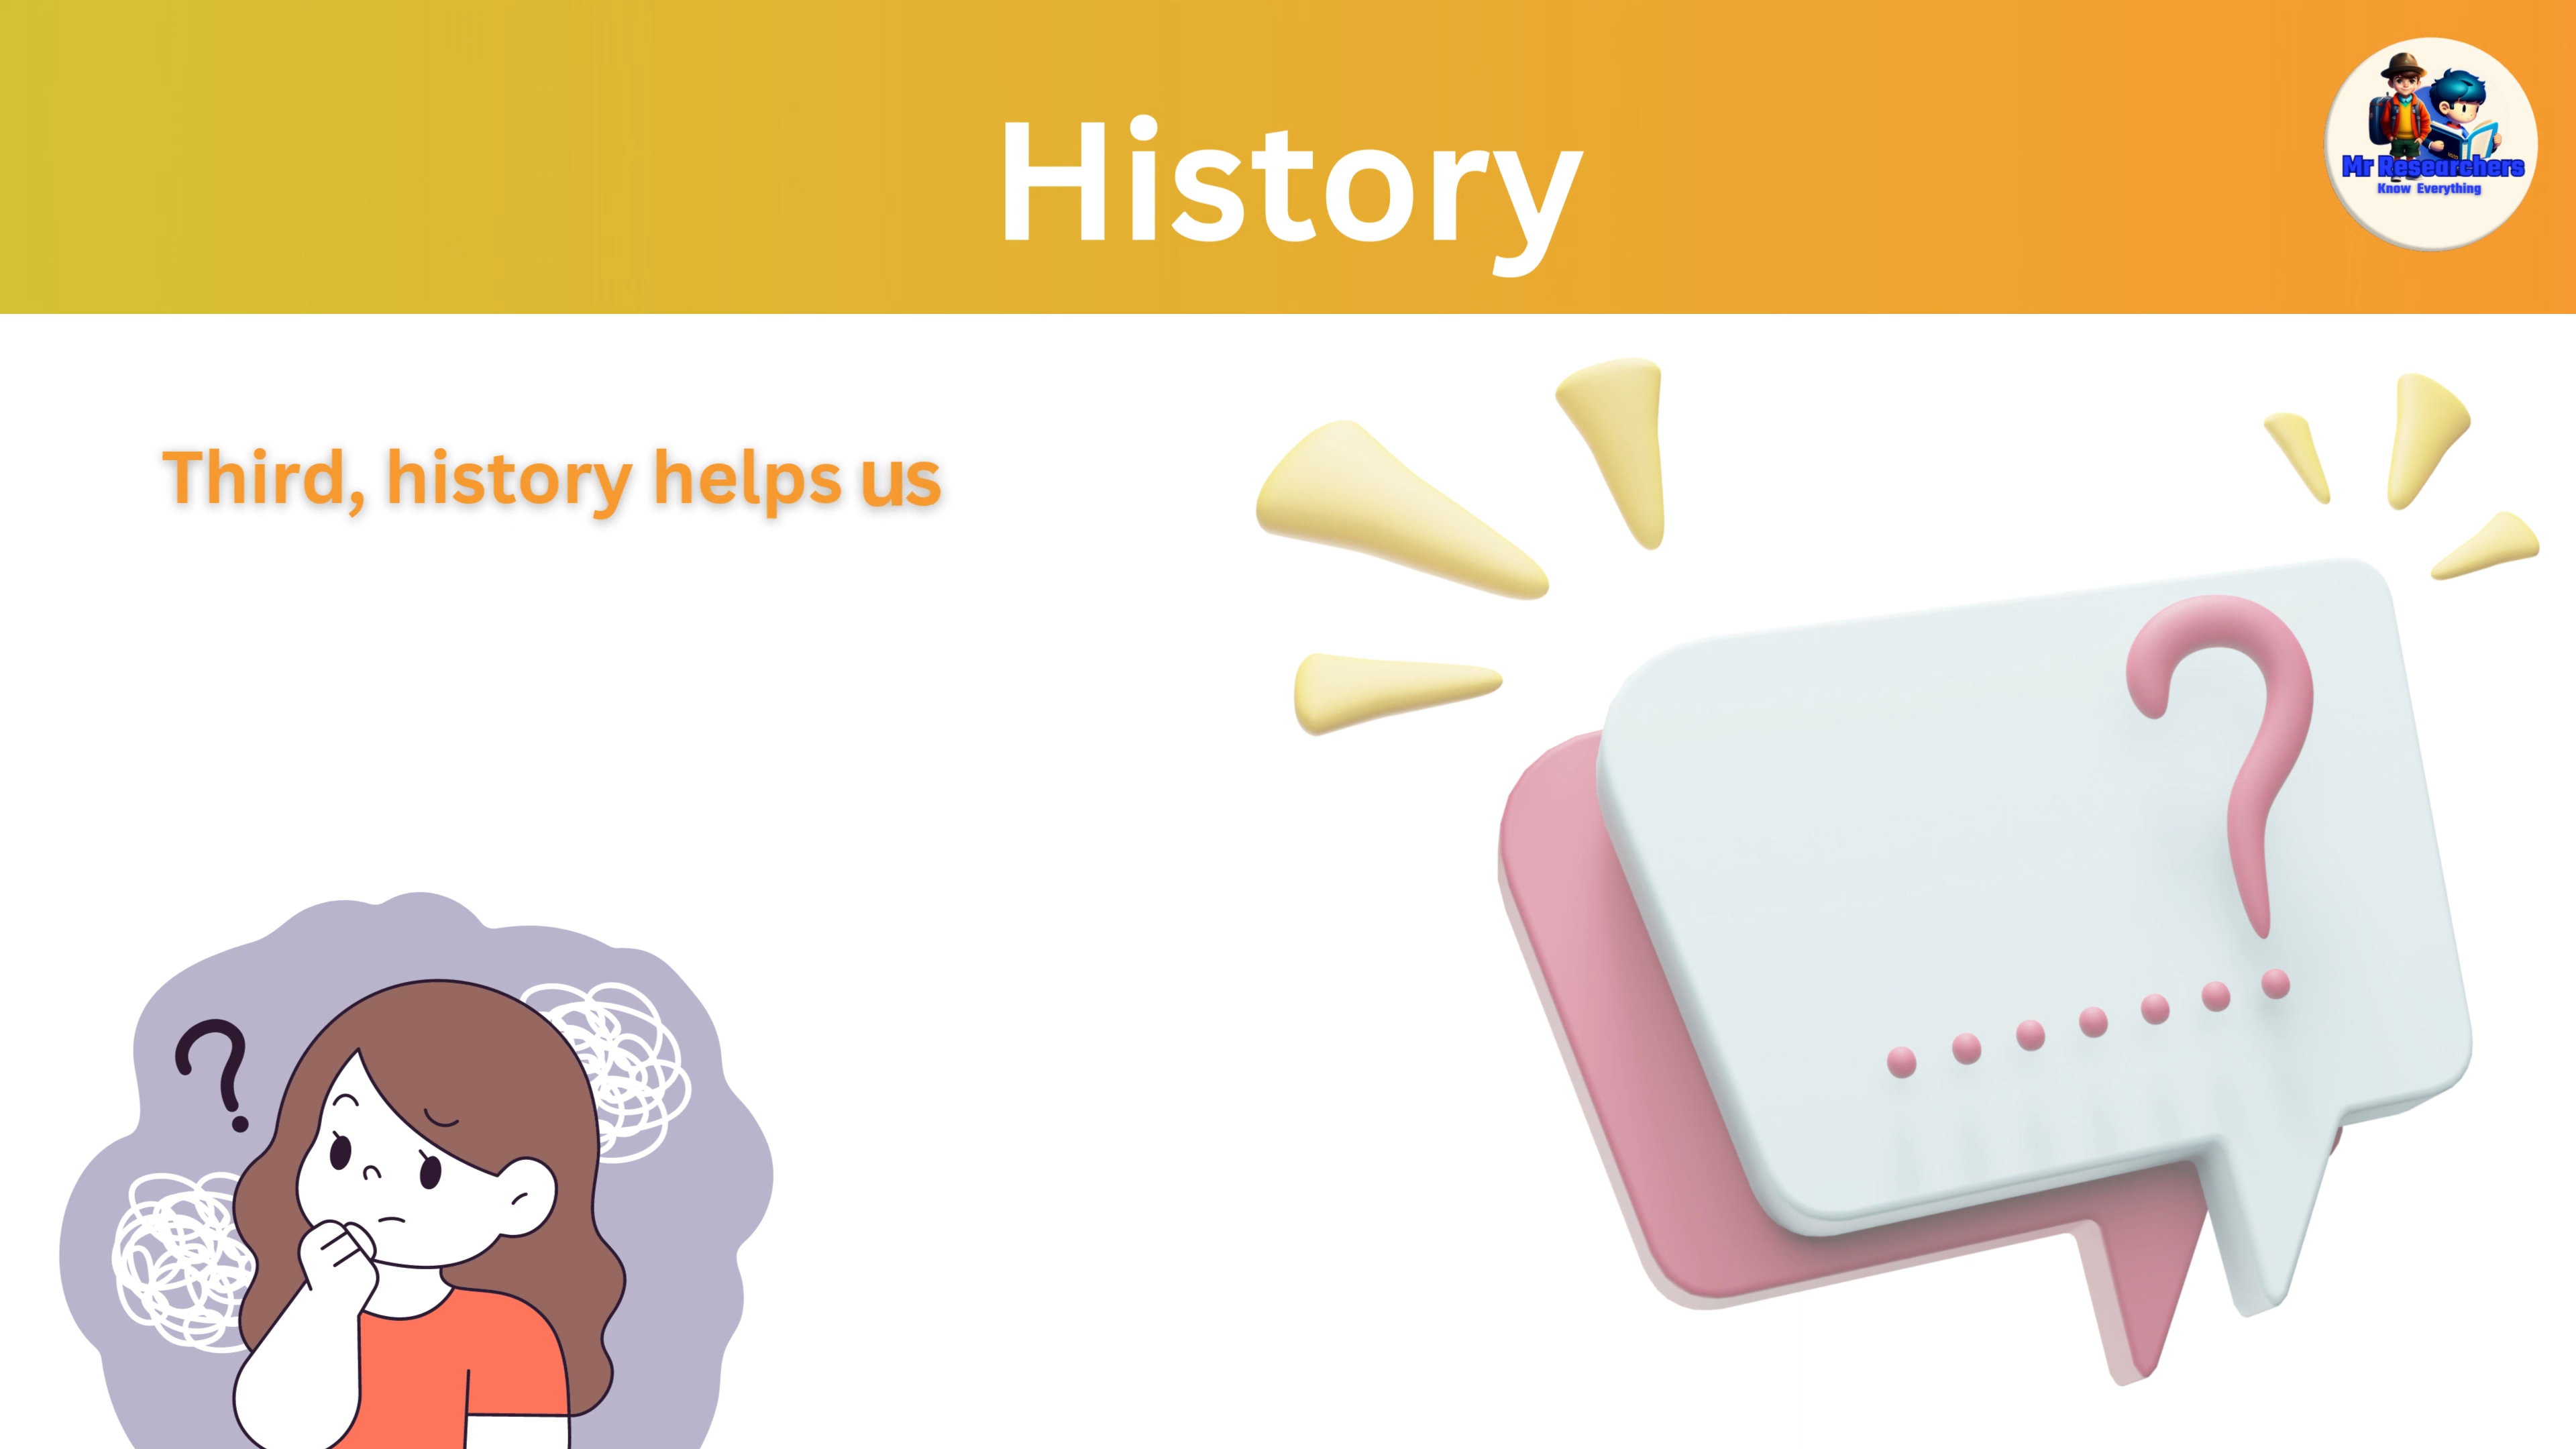 History
Mr Researchers
Know Everything
Third, history helps us
?
?